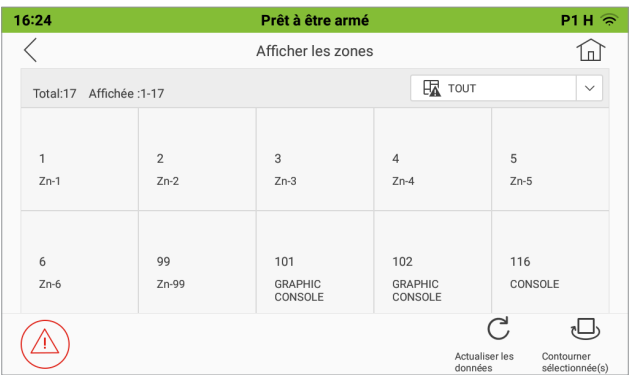 16:24 Prêt à être armé P1 H
Afficher les zones
Total:17 Affichée :1-17 TOUT
1 2 3 4 5
Zn-1 Zn-2 Zn-3 Zn-4 Zn-5
6 99 101 102 116
Zn-6 Zn-99 GRAPHIC CONSOLE GRAPHIC CONSOLE CONSOLE
Actualiser les données Contourner sélectionnée(s)